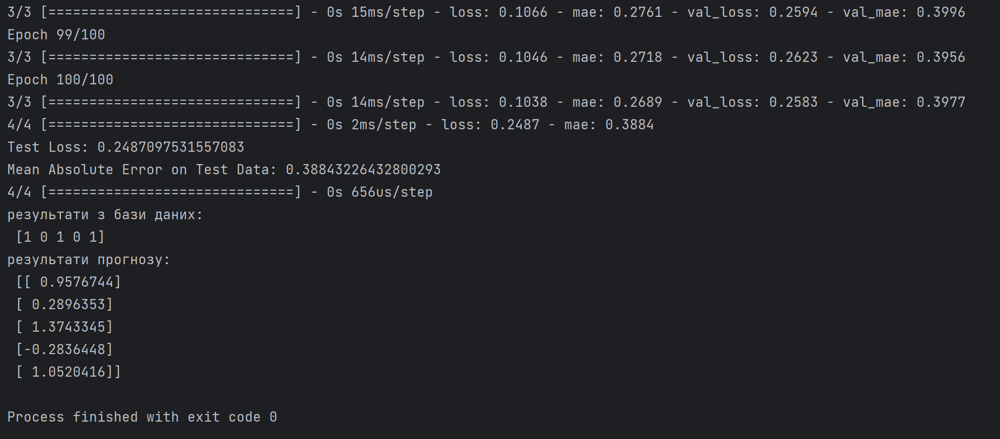 3/3 [==============================] - 0s 15ms/step - loss: 0.1066 - mae: 0.2761 - val_loss: 0.2594 - val_mae: 0.3996
Epoch 99/100
3/3 [==============================] - 0s 14ms/step - loss: 0.1046 - mae: 0.2718 - val_loss: 0.2623 - val_mae: 0.3956
Epoch 100/100
3/3 [==============================] - 0s 14ms/step - loss: 0.1038 - mae: 0.2689 - val_loss: 0.2583 - val_mae: 0.3977
4/4 [==============================] - 0s 2ms/step - loss: 0.2487 - mae: 0.3884
Test Loss: 0.2487097531557083
Mean Absolute Error on Test Data: 0.38843226432800293
4/4 [==============================] - 0s 656us/step
результати з бази даних:
 [1 0 1 0 1]
результати прогнозу:
 [[ 0.9576744]
 [ 0.2896353]
 [ 1.3743345]
 [-0.2836448]
 [ 1.0520416]]
Process finished with exit code 0